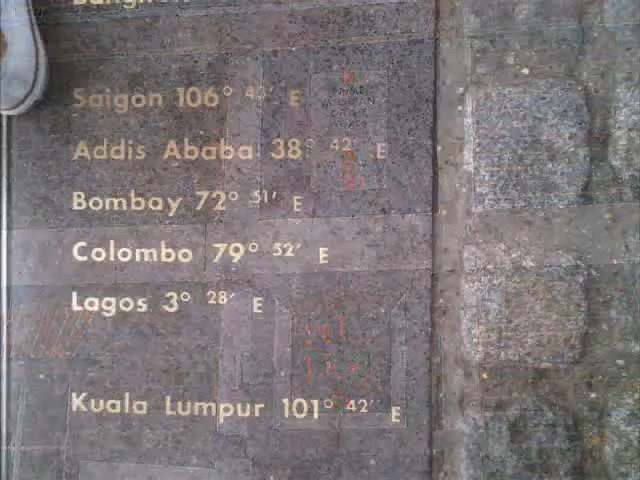 Saigon 106° 43' E
Addis Ababa 38° 42' E
Bombay 72° 51' E
Colombo 79° 52' E
Lagos 3° 28' E
Kuala Lumpur 101° 42' E